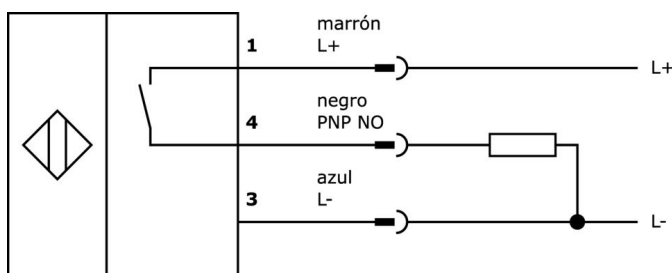 marrón
1 L+
L+
negro
4 PNP NO
azul
3 L-
L-